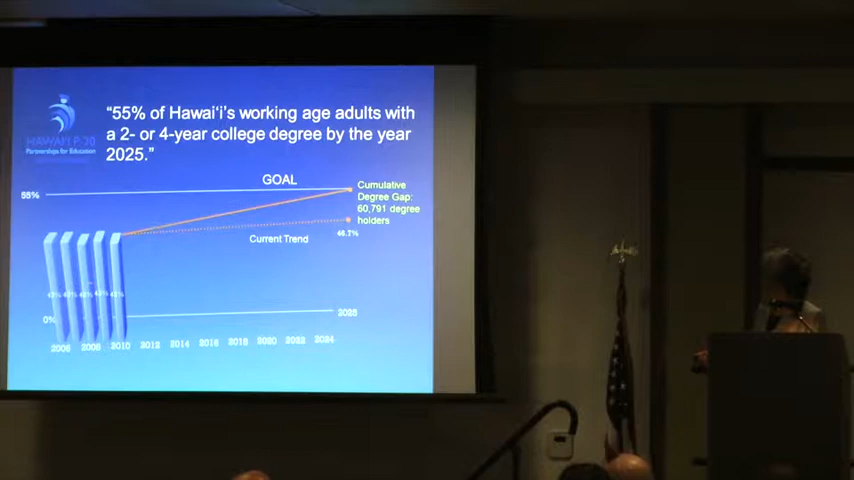 "55% of Hawai‘i's working age adults with
a 2- or 4-year college degree by the year
2025."
HAWAI‘I P-20
Partnerships for Education
GOAL
55%
Cumulative
Degree Gap:
60,791 degree
holders
46.7%
Current Trend
0%
2025
2006 2008 2010 2012 2014 2016 2018 2020 2022 2024